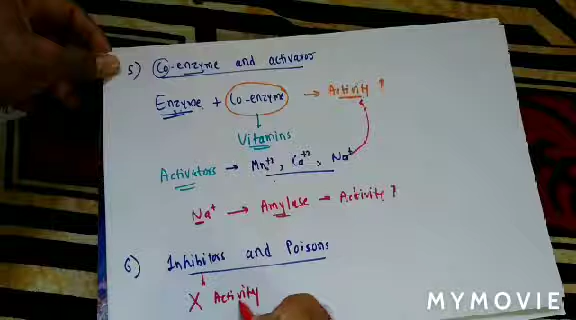 5) Co-enzyme and activators
Enzyme + Co-enzyme → Activity ↑
Vitamins
Activators → Mn+2, Ca+2, Na+
Na+ → Amylase → Activity ↑
6) Inhibitors and Poisons
X Activity
MYMOVIE